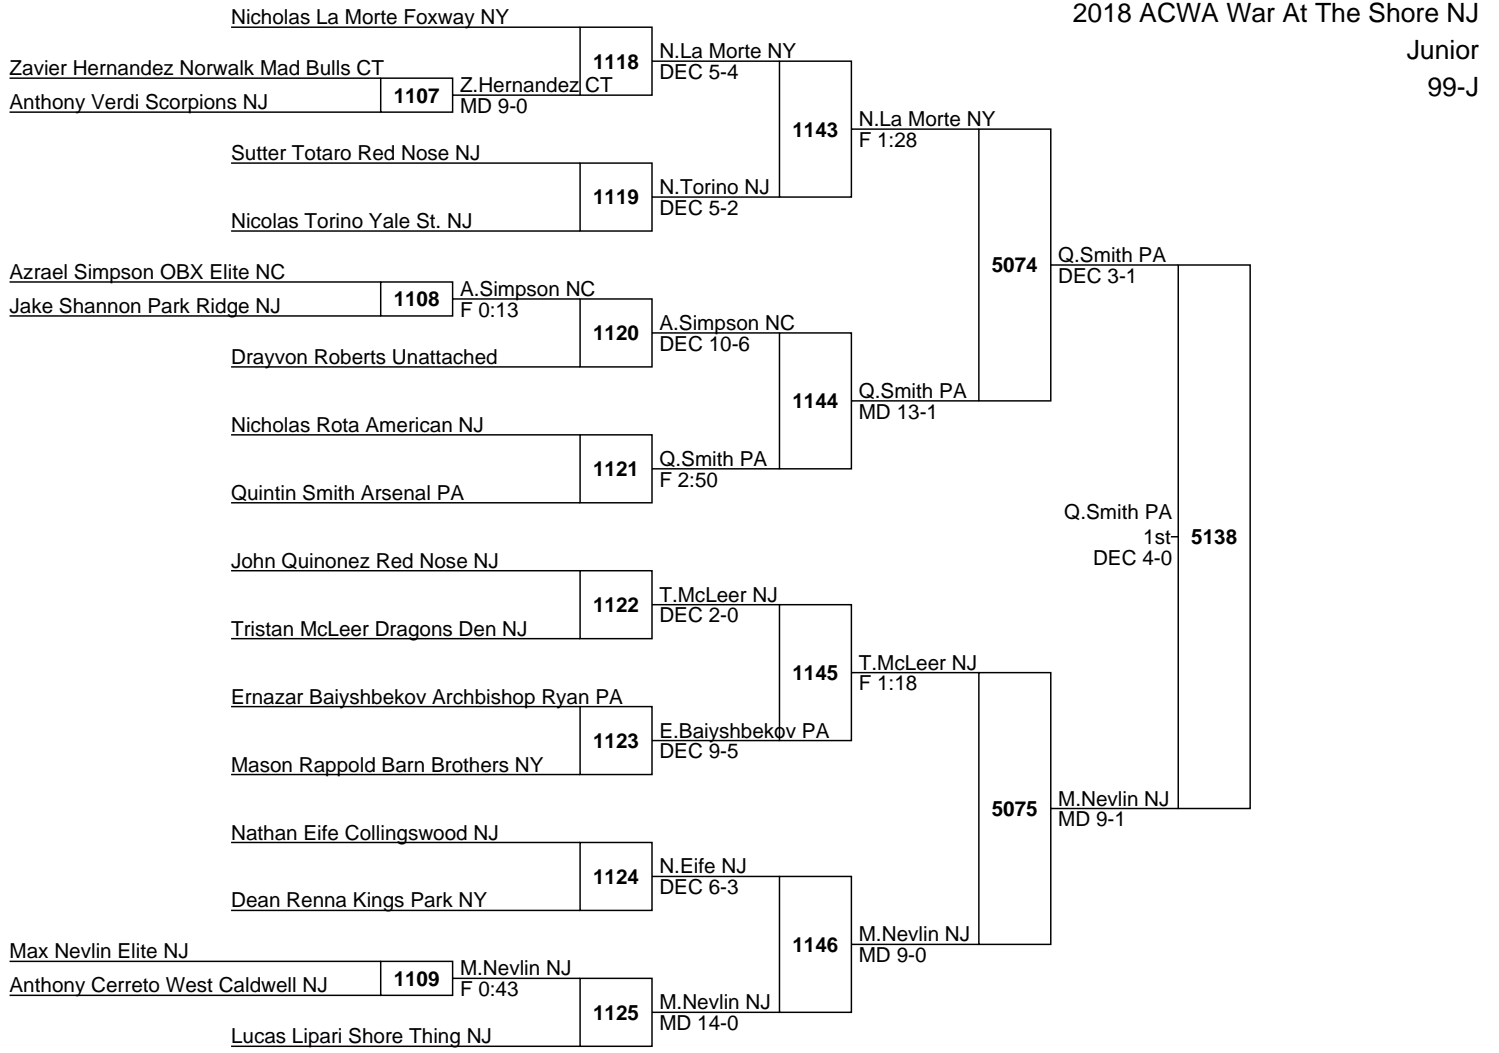 2018 ACWA War At The Shore NJ
Junior
99-J
Nicholas La Morte Foxway NY
Zavier Hernandez Norwalk Mad Bulls CT
Anthony Verdi Scorpions NJ
1107
Z.Hernandez CT
MD 9-0
1118
N.La Morte NY
DEC 5-4
Sutter Totaro Red Nose NJ
Nicolas Torino Yale St. NJ
1119
N.Torino NJ
DEC 5-2
1143
N.La Morte NY
F 1:28
Azrael Simpson OBX Elite NC
Jake Shannon Park Ridge NJ
1108
A.Simpson NC
F 0:13
Drayvon Roberts Unattached
1120
A.Simpson NC
DEC 10-6
Nicholas Rota American NJ
Quintin Smith Arsenal PA
1121
Q.Smith PA
F 2:50
1144
Q.Smith PA
MD 13-1
5074
Q.Smith PA
DEC 3-1
John Quinonez Red Nose NJ
Tristan McLeer Dragons Den NJ
1122
T.McLeer NJ
DEC 2-0
Ernazar Baiyshbekov Archbishop Ryan PA
Mason Rappold Barn Brothers NY
1123
E.Baiyshbekov PA
DEC 9-5
1145
T.McLeer NJ
F 1:18
Nathan Eife Collingswood NJ
Dean Renna Kings Park NY
1124
N.Eife NJ
DEC 6-3
Max Nevlin Elite NJ
Anthony Cerreto West Caldwell NJ
1109
M.Nevlin NJ
F 0:43
Lucas Lipari Shore Thing NJ
1125
M.Nevlin NJ
MD 14-0
1146
M.Nevlin NJ
MD 9-0
5075
M.Nevlin NJ
MD 9-1
Q.Smith PA
1st
DEC 4-0
5138